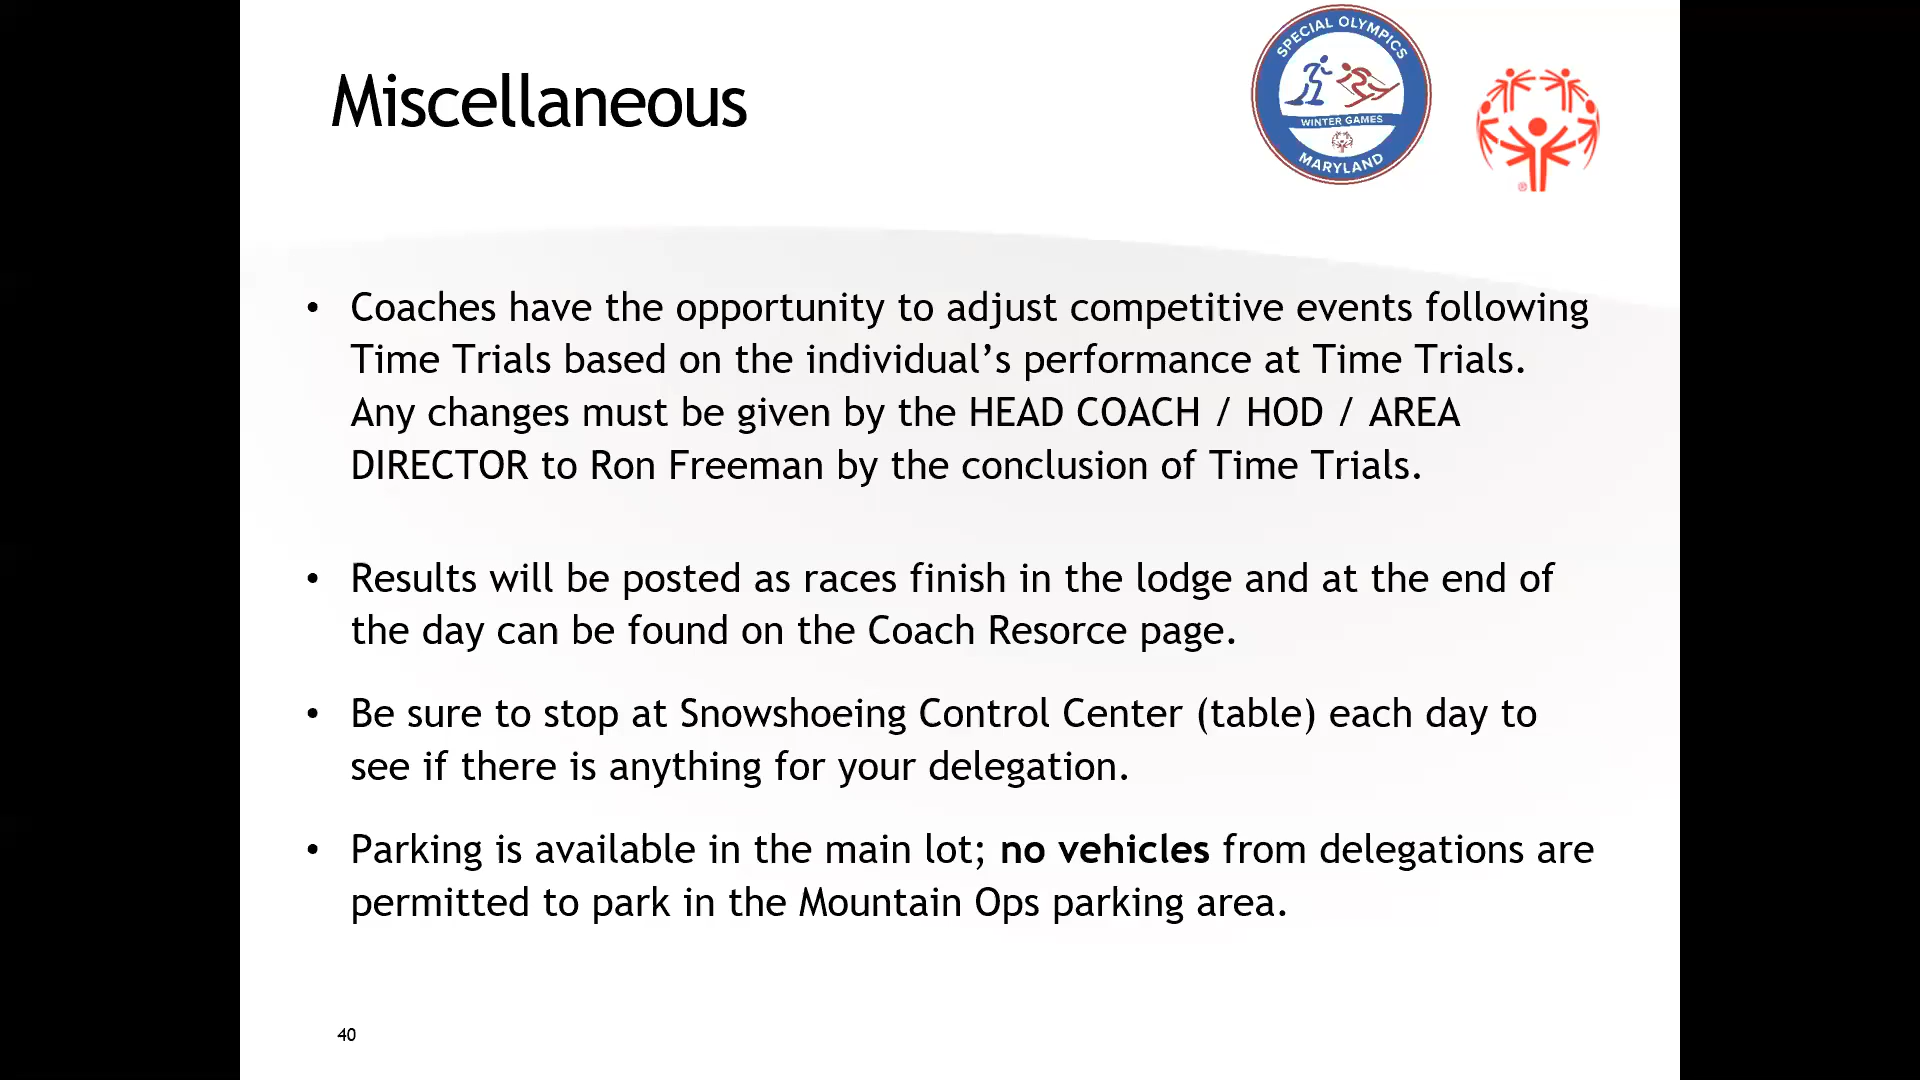 Miscellaneous
SPECIAL OLYMPICS
WINTER GAMES
MARYLAND
®
• Coaches have the opportunity to adjust competitive events following
Time Trials based on the individual’s performance at Time Trials.
Any changes must be given by the HEAD COACH / HOD / AREA
DIRECTOR to Ron Freeman by the conclusion of Time Trials.
• Results will be posted as races finish in the lodge and at the end of
the day can be found on the Coach Resorce page.
• Be sure to stop at Snowshoeing Control Center (table) each day to
see if there is anything for your delegation.
• Parking is available in the main lot; no vehicles from delegations are
permitted to park in the Mountain Ops parking area.
40